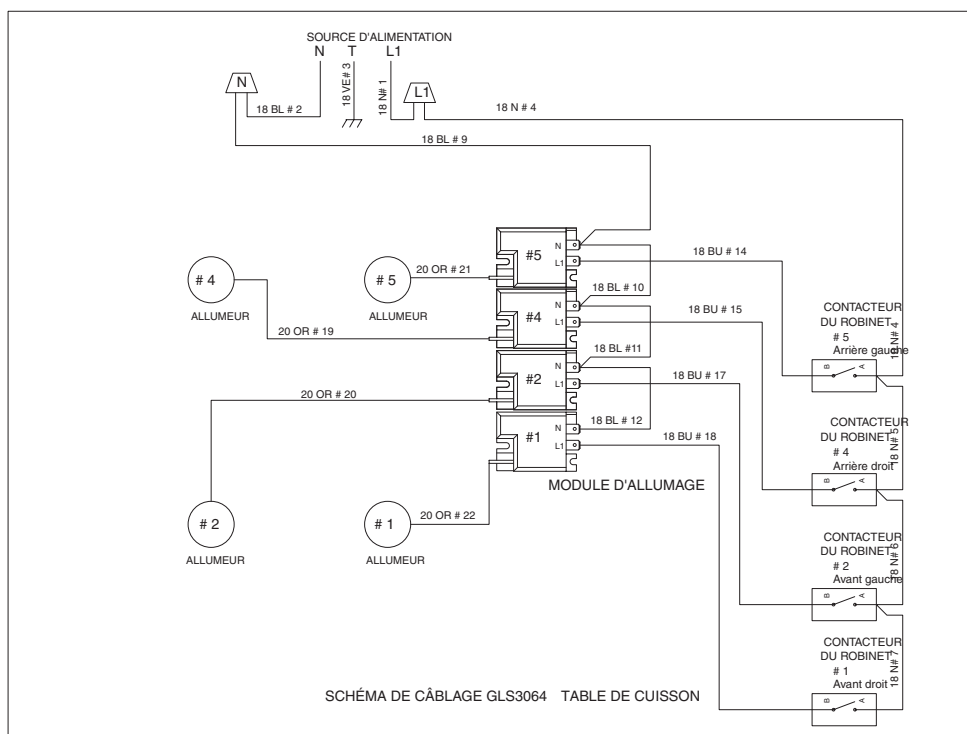 SOURCE D'ALIMENTATION
N T L1
18 VE# 3
18 N# 1
N
18 BL # 2
L1
18 N # 4
18 BL # 9
#5
N
L1
18 BU # 14
# 4
ALLUMEUR
# 5
ALLUMEUR
20 OR # 21
18 BL # 10
#4
N
L1
18 BU # 15
20 OR # 19
18 BL #11
#2
N
L1
18 BU # 17
20 OR # 20
18 BL # 12
#1
N
L1
18 BU # 18
MODULE D'ALLUMAGE
# 2
ALLUMEUR
# 1
ALLUMEUR
20 OR # 22
CONTACTEUR
DU ROBINET
# 5
Arrière gauche
18 N# 4
B A
CONTACTEUR
DU ROBINET
# 4
Arrière droit
18 N# 5
B A
CONTACTEUR
DU ROBINET
# 2
Avant gauche
18 N# 6
B A
CONTACTEUR
DU ROBINET
# 1
Avant droit
18 N# 7
B A
SCHÉMA DE CÂBLAGE GLS3064 TABLE DE CUISSON